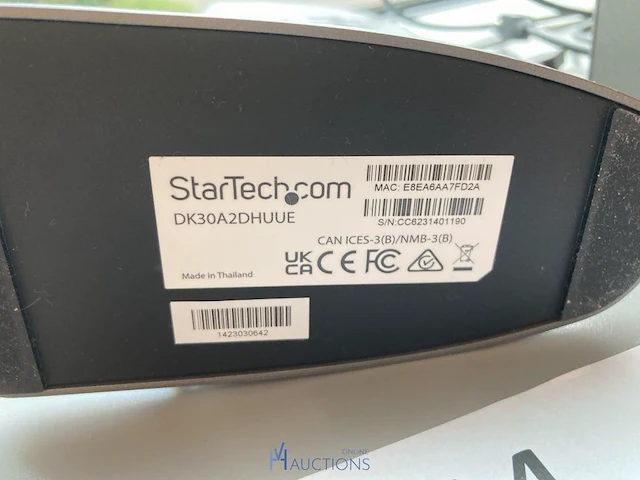 StarTech.com
DK30A2DHUUE
MAC: E8EA6AA7FD2A
S/N:CC6231401190
CAN ICES-3(B)/NMB-3(B)
UK
CA CE FC
Made in Thailand
1423030642
ONLINE
AUCTIONS